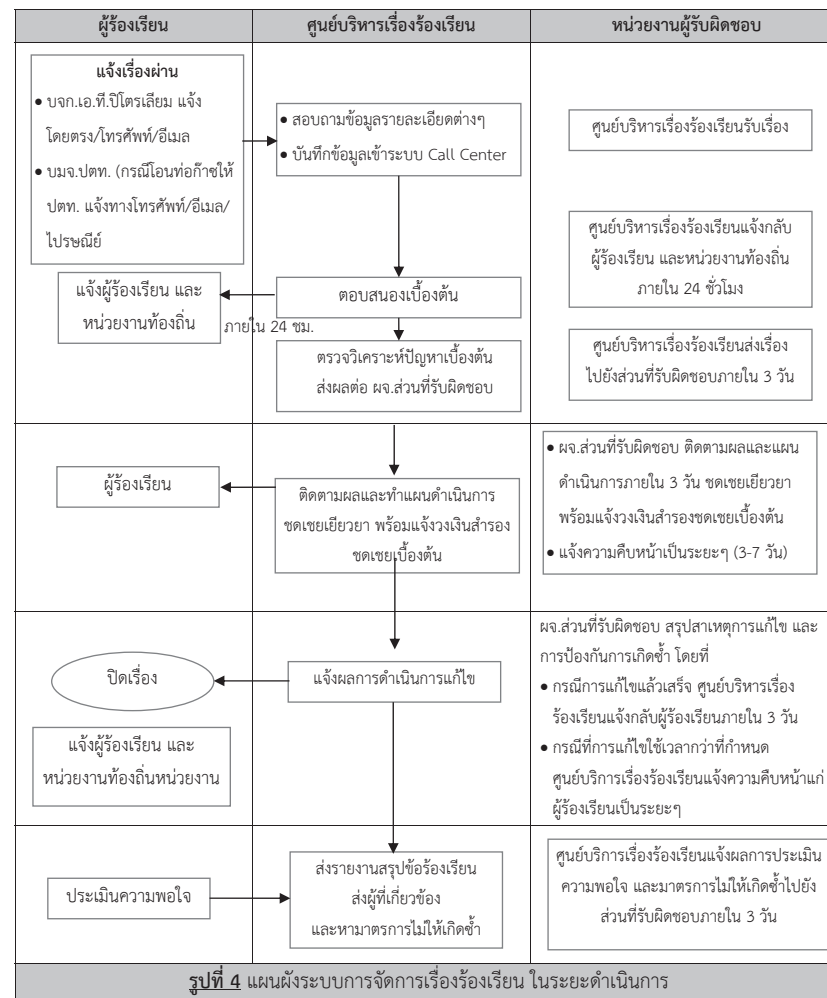 ผู้ร้องเรียน
ศูนย์บริหารเรื่องร้องเรียน
หน่วยงานผู้รับผิดชอบ
แจ้งเรื่องผ่าน
● บจก.เอ.ที.ปิโตรเลียม แจ้ง
โดยตรง/โทรศัพท์/อีเมล
● บมจ.ปตท. (กรณีโอนท่อก๊าซให้
ปตท. แจ้งทางโทรศัพท์/อีเมล/
ไปรษณีย์
● สอบถามข้อมูลรายละเอียดต่างๆ
● บันทึกข้อมูลเข้าระบบ Call Center
ศูนย์บริหารเรื่องร้องเรียนรับเรื่อง
ศูนย์บริหารเรื่องร้องเรียนแจ้งกลับ
ผู้ร้องเรียน และหน่วยงานท้องถิ่น
ภายใน 24 ชั่วโมง
แจ้งผู้ร้องเรียน และ
หน่วยงานท้องถิ่น
ภายใน 24 ชม.
ตอบสนองเบื้องต้น
ตรวจวิเคราะห์ปัญหาเบื้องต้น
ส่งผลต่อ ผจ.ส่วนที่รับผิดชอบ
ศูนย์บริหารเรื่องร้องเรียนส่งเรื่อง
ไปยังส่วนที่รับผิดชอบภายใน 3 วัน
ผู้ร้องเรียน
ติดตามผลและทำแผนดำเนินการ
ชดเชยเยียวยา พร้อมแจ้งวงเงินสำรอง
ชดเชยเบื้องต้น
● ผจ.ส่วนที่รับผิดชอบ ติดตามผลและแผน
ดำเนินการภายใน 3 วัน ชดเชยเยียวยา
พร้อมแจ้งวงเงินสำรองชดเชยเบื้องต้น
● แจ้งความคืบหน้าเป็นระยะๆ (3-7 วัน)
ปิดเรื่อง
แจ้งผู้ร้องเรียน และ
หน่วยงานท้องถิ่นหน่วยงาน
แจ้งผลการดำเนินการแก้ไข
ผจ.ส่วนที่รับผิดชอบ สรุปสาเหตุการแก้ไข และ
การป้องกันการเกิดซ้ำ โดยที่
● กรณีการแก้ไขแล้วเสร็จ ศูนย์บริหารเรื่อง
ร้องเรียนแจ้งกลับผู้ร้องเรียนภายใน 3 วัน
● กรณีที่การแก้ไขใช้เวลากว่าที่กำหนด
ศูนย์บริการเรื่องร้องเรียนแจ้งความคืบหน้าแก่
ผู้ร้องเรียนเป็นระยะๆ
ประเมินความพอใจ
ส่งรายงานสรุปข้อร้องเรียน
ส่งผู้ที่เกี่ยวข้อง
และหามาตรการไม่ให้เกิดซ้ำ
ศูนย์บริการเรื่องร้องเรียนแจ้งผลการประเมิน
ความพอใจ และมาตรการไม่ให้เกิดซ้ำไปยัง
ส่วนที่รับผิดชอบภายใน 3 วัน
รูปที่ 4 แผนผังระบบการจัดการเรื่องร้องเรียน ในระยะดำเนินการ